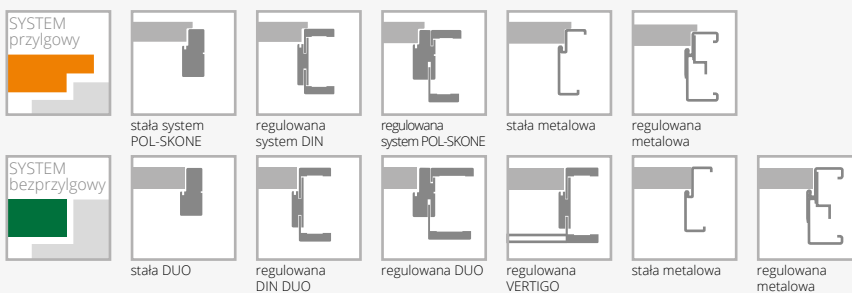 SYSTEM
przylgowy
stała system
POL-SKONE
regulowana
system DIN
regulowana
system POL-SKONE
stała metalowa
regulowana
metalowa
SYSTEM
bezprzylgowy
stała DUO
regulowana
DIN DUO
regulowana DUO
regulowana
VERTIGO
stała metalowa
regulowana
metalowa